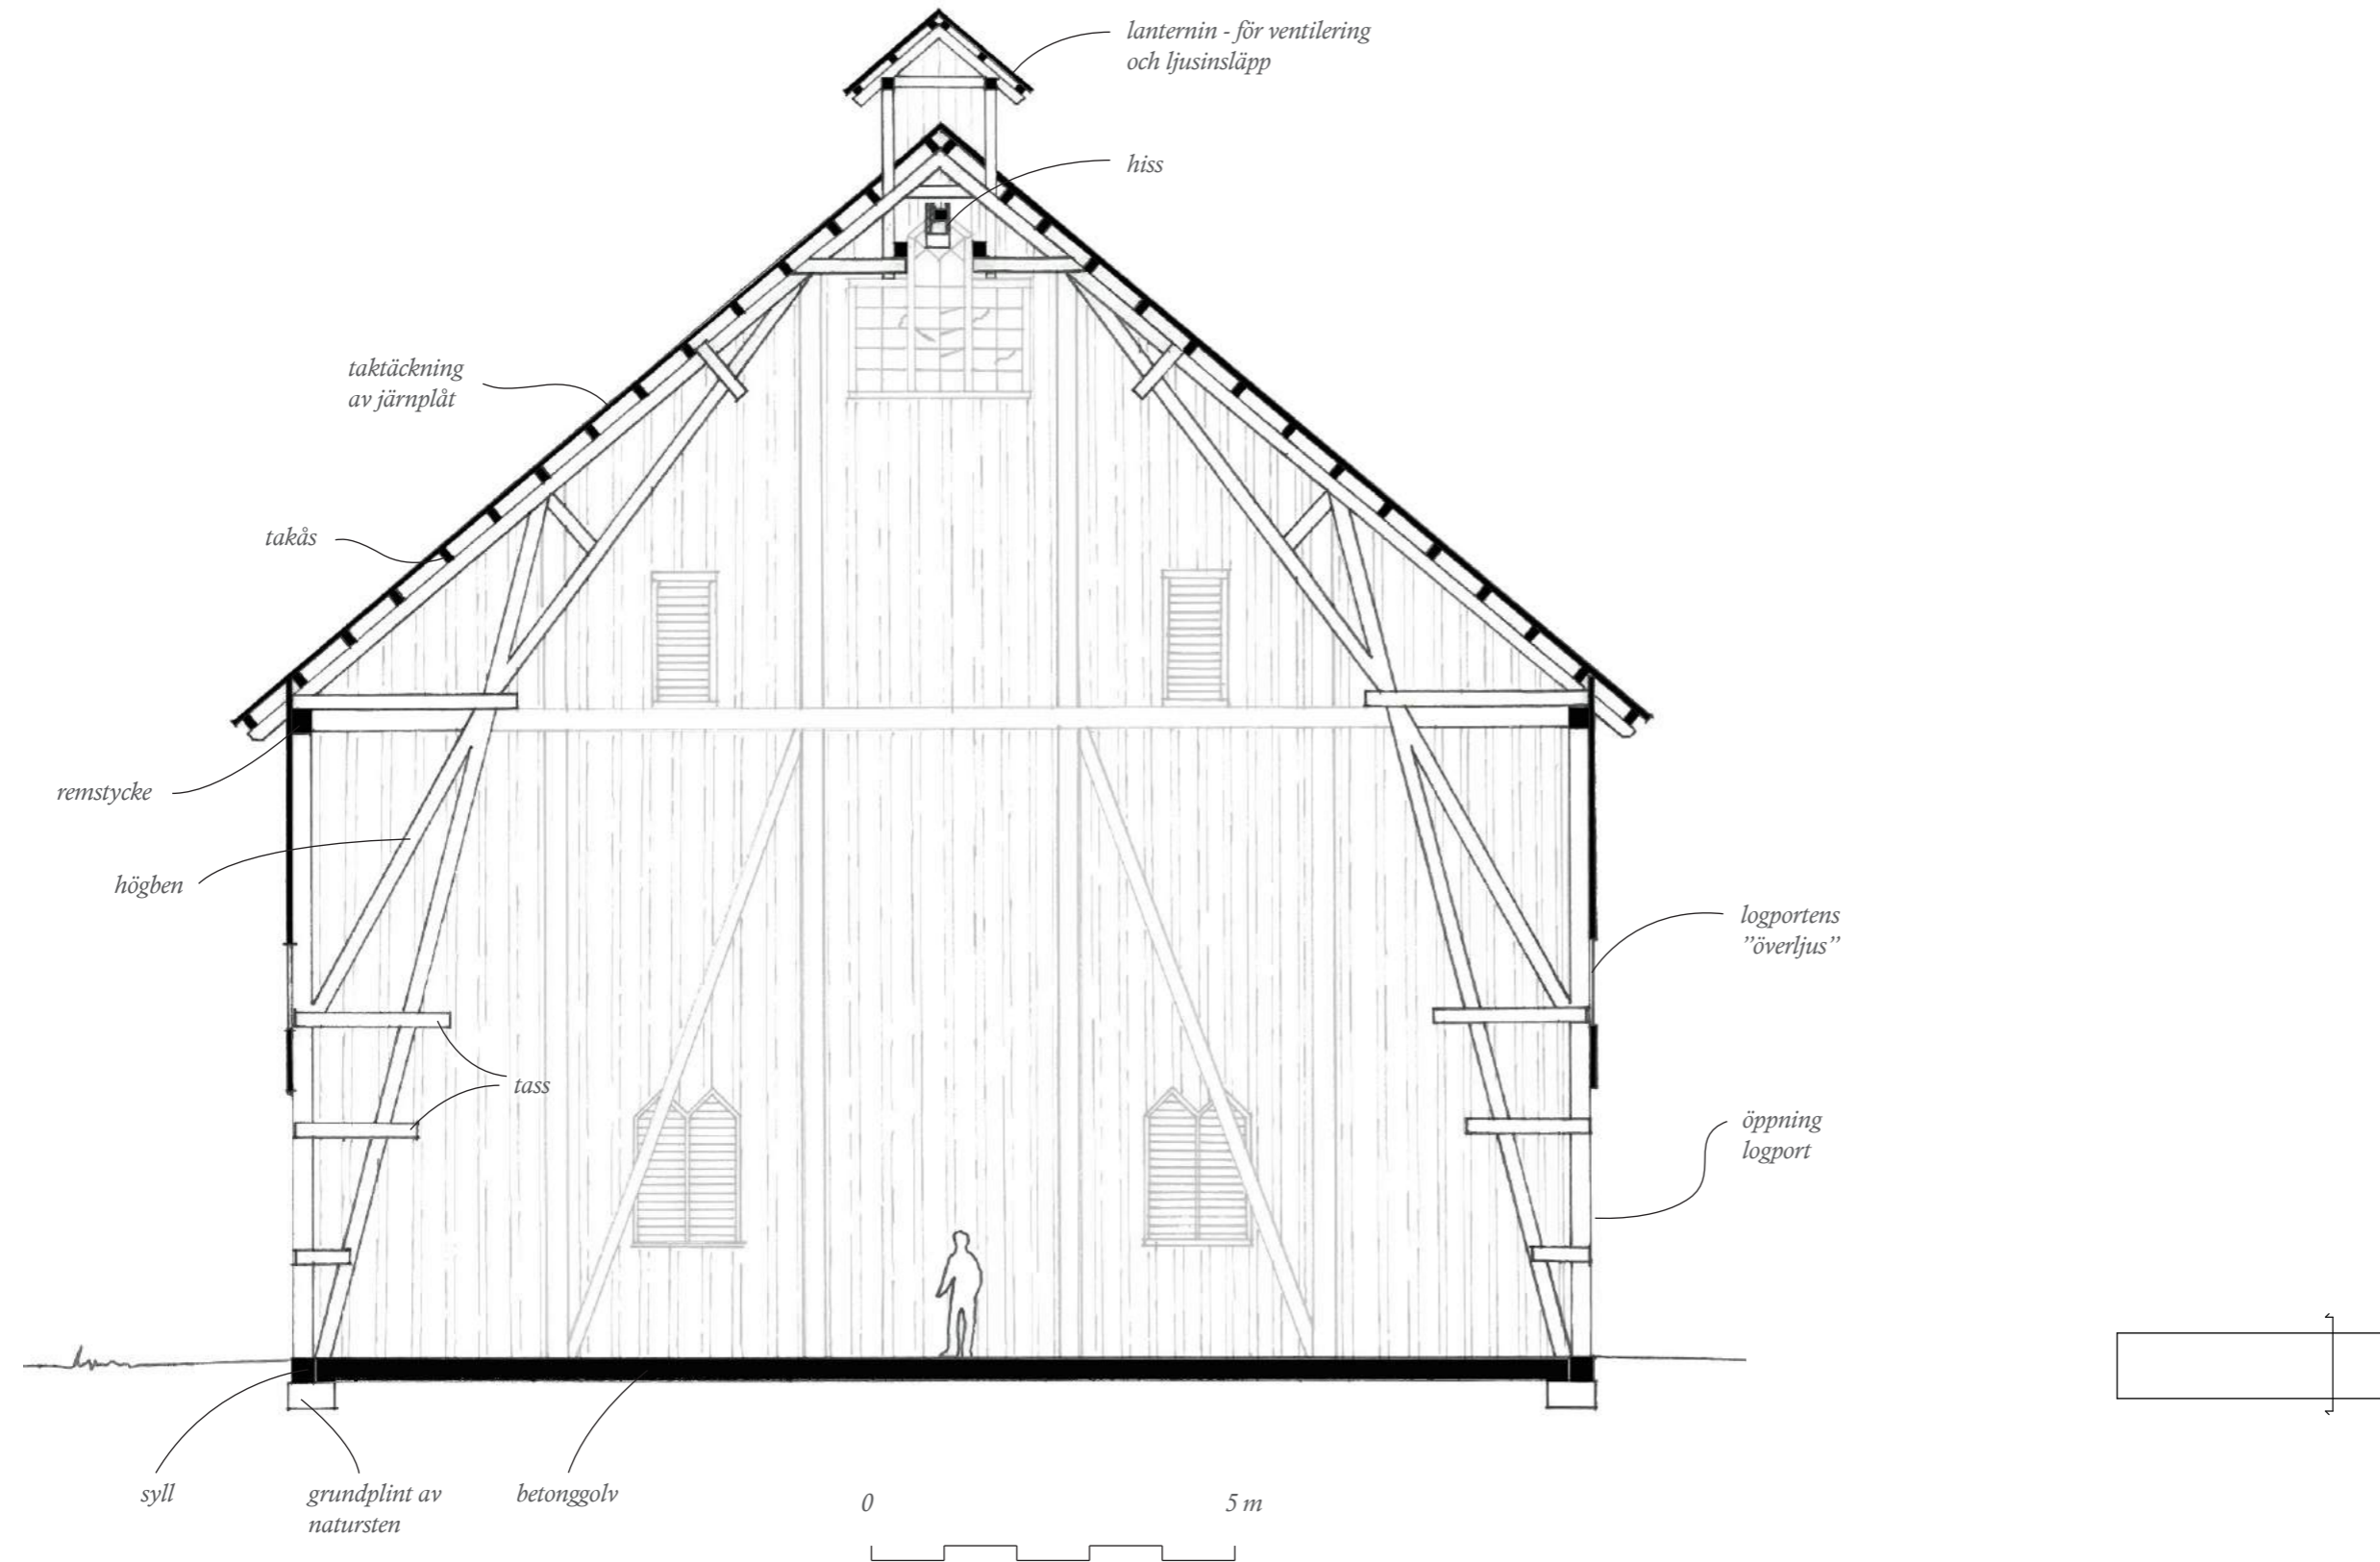 lanternin - för ventilering
och ljusinsläpp
hiss
taktäckning
av järnplåt
takås
remstycke
högben
logportens
”överljus”
tass
öppning
logport
syll
grundplint av
natursten
betonggolv
0
5 m